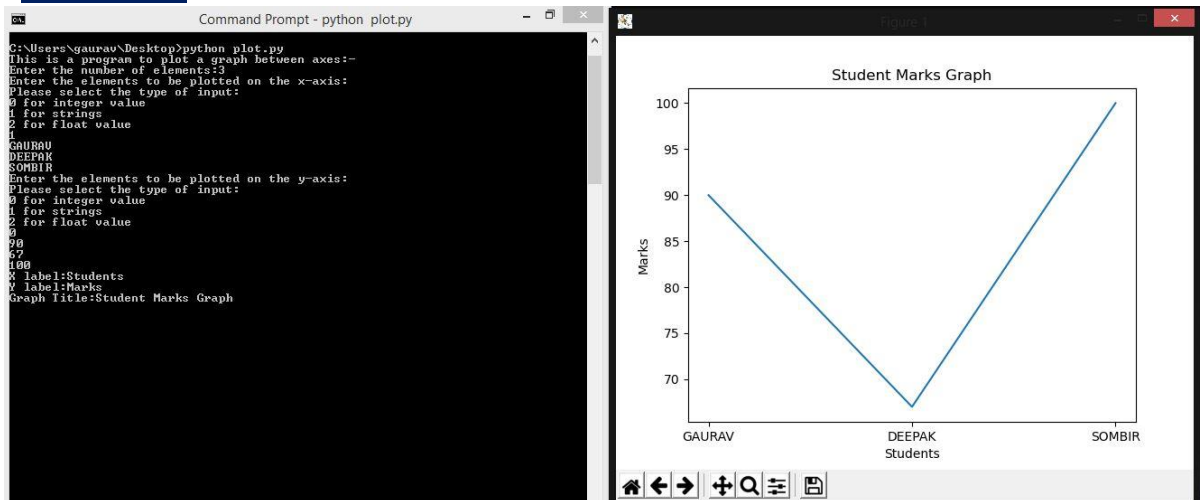 Command Prompt - python plot.py
C:\Users\gaurav\Desktop>python plot.py
This is a program to plot a graph between axes:-
Enter the number of elements:3
Enter the elements to be plotted on the x-axis:
Please select the type of input:
0 for integer value
1 for strings
2 for float value
1
GAURAV
DEEPAK
SOMBIR
Enter the elements to be plotted on the y-axis:
Please select the type of input:
0 for integer value
1 for strings
2 for float value
0
90
67
100
X label:Students
Y label:Marks
Graph Title:Student Marks Graph
Figure 1
Student Marks Graph
100
95
90
85
80
75
70
Marks
GAURAV DEEPAK SOMBIR
Students